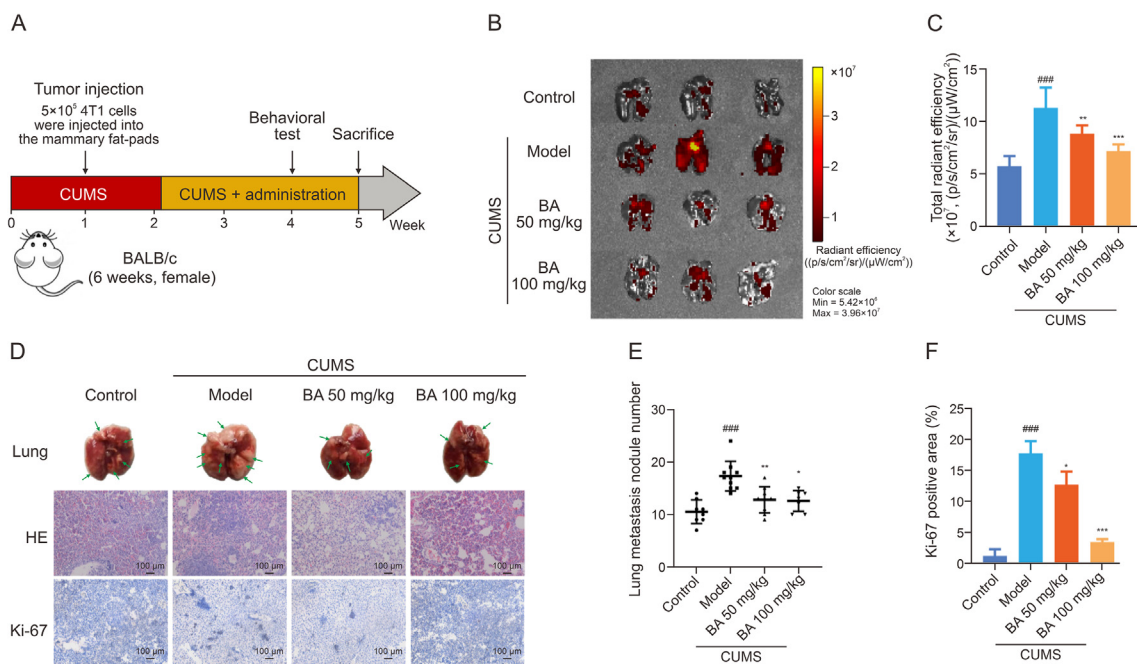 A
Tumor injection
5×10⁵ 4T1 cells
were injected into
the mammary fat-pads
Behavioral
test
Sacrifice
CUMS
CUMS + administration
0 1 2 3 4 5 Week
BALB/c
(6 weeks, female)
B
Control
Model
BA
50 mg/kg
BA
100 mg/kg
CUMS
×10⁷
3
2
1
Radiant efficiency
((p/s/cm²/sr)/(μW/cm²))
Color scale
Min = 5.42×10⁶
Max = 3.96×10⁷
C
Total radiant efficiency
(×10⁷, (p/s/cm²/sr)/(μW/cm²))
15
10
5
0
###
**
***
Control
Model
BA 50 mg/kg
BA 100 mg/kg
CUMS
D
CUMS
Control
Model
BA 50 mg/kg
BA 100 mg/kg
Lung
HE
100 μm
100 μm
100 μm
100 μm
Ki-67
100 μm
100 μm
100 μm
100 μm
E
Lung metastasis nodule number
30
20
10
0
###
**
*
Control
Model
BA 50 mg/kg
BA 100 mg/kg
CUMS
F
Ki-67 positive area (%)
25
20
15
10
5
0
###
*
***
Control
Model
BA 50 mg/kg
BA 100 mg/kg
CUMS